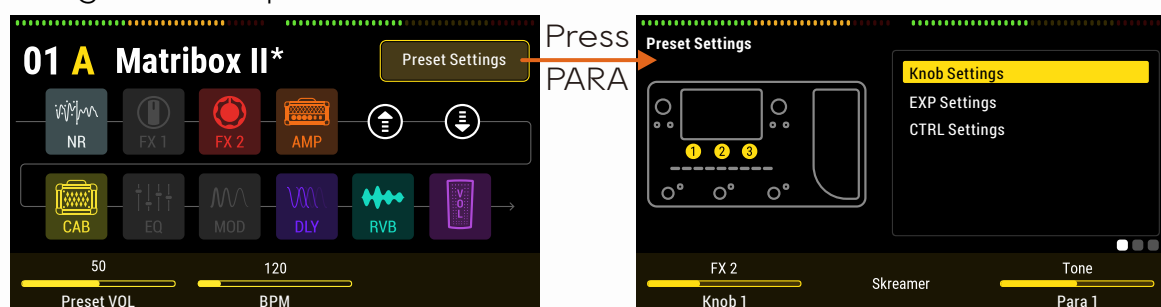 01 A Matribox II*
Preset Settings
NR
FX 1
FX 2
AMP
CAB
EQ
MOD
DLY
RVB
VOL
50
Preset VOL
120
BPM
Press
PARA
Preset Settings
1 2 3
Knob Settings
EXP Settings
CTRL Settings
FX 2
Knob 1
Skreamer
Tone
Para 1